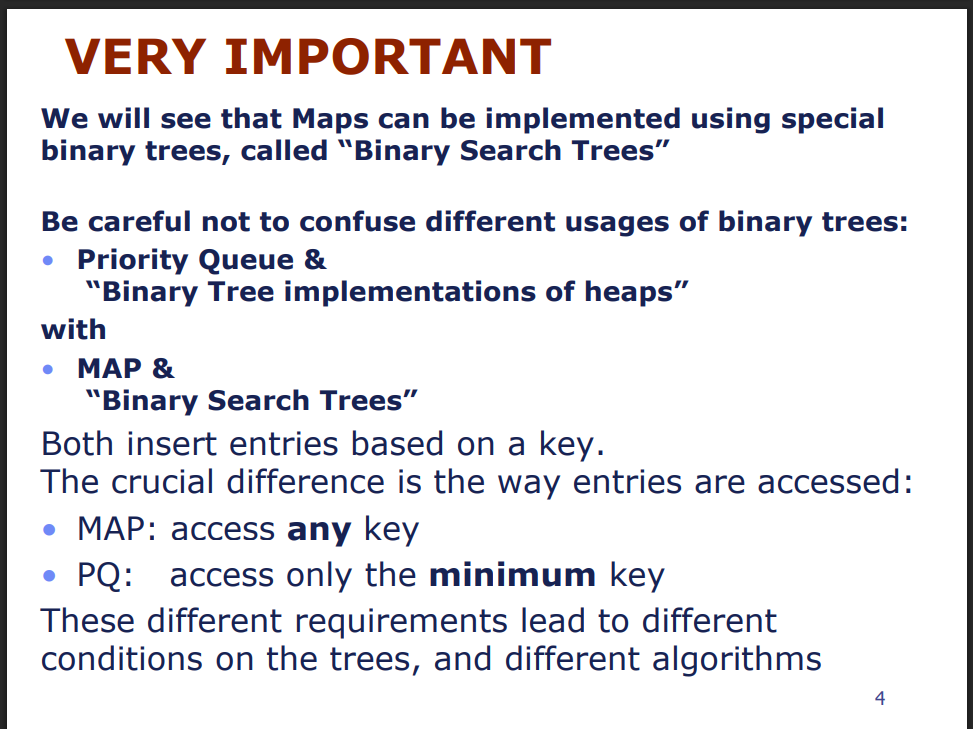 VERY IMPORTANT
We will see that Maps can be implemented using special
binary trees, called “Binary Search Trees”
Be careful not to confuse different usages of binary trees:
• Priority Queue &
“Binary Tree implementations of heaps”
with
• MAP &
“Binary Search Trees”
Both insert entries based on a key.
The crucial difference is the way entries are accessed:
• MAP: access any key
• PQ: access only the minimum key
These different requirements lead to different
conditions on the trees, and different algorithms
4